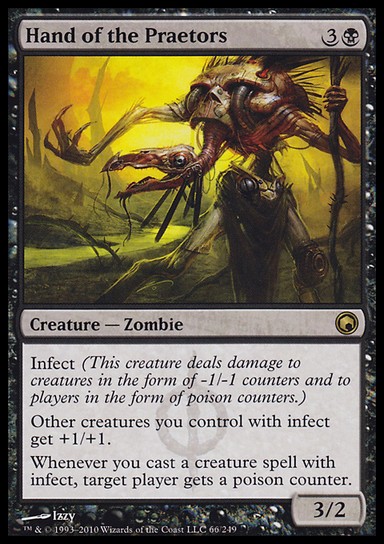 Hand of the Praetors 3
Creature — Zombie
Infect (This creature deals damage to
creatures in the form of -1/-1 counters and to
players in the form of poison counters.)
Other creatures you control with infect
get +1/+1.
Whenever you cast a creature spell with
infect, target player gets a poison counter.
Izzy
™ & © 1993–2010 Wizards of the Coast LLC 66/249
3/2